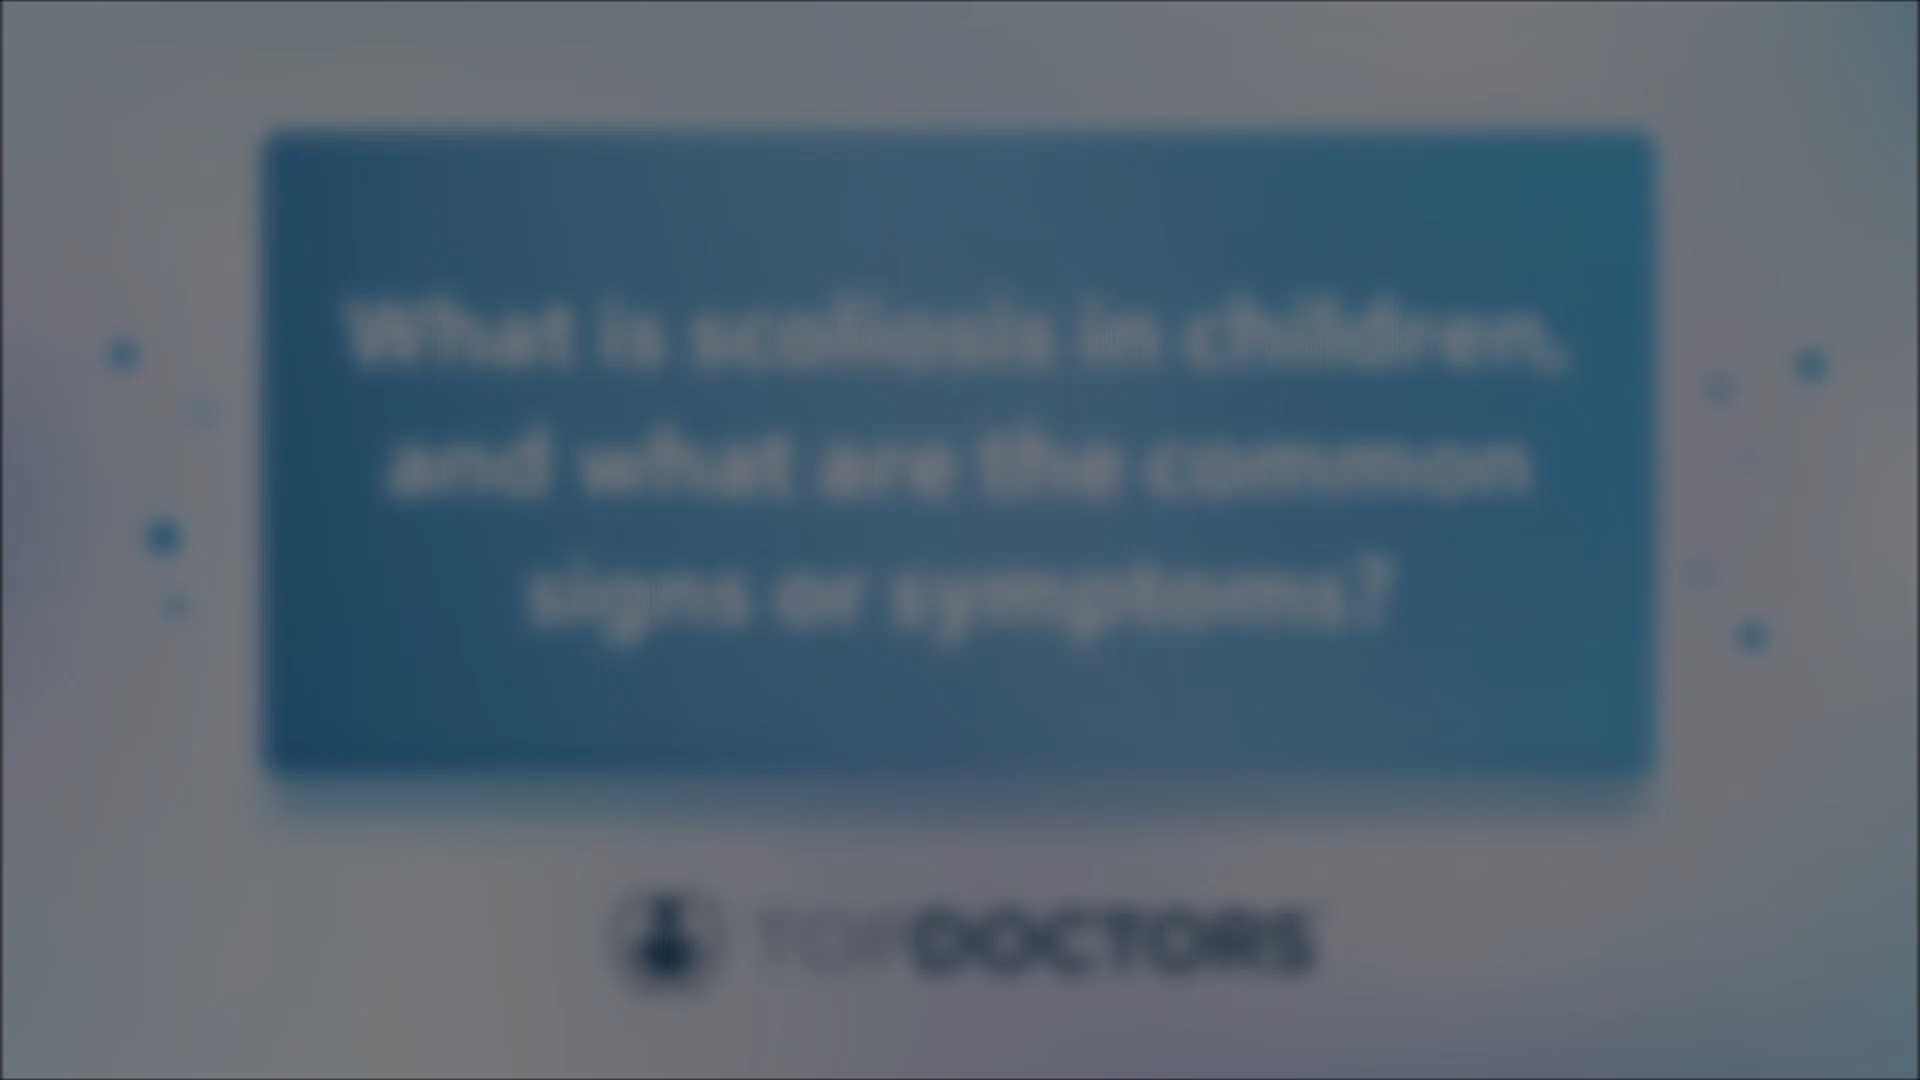 What is scoliosis in children,
and what are the common
signs or symptoms?
TOPDOCTORS